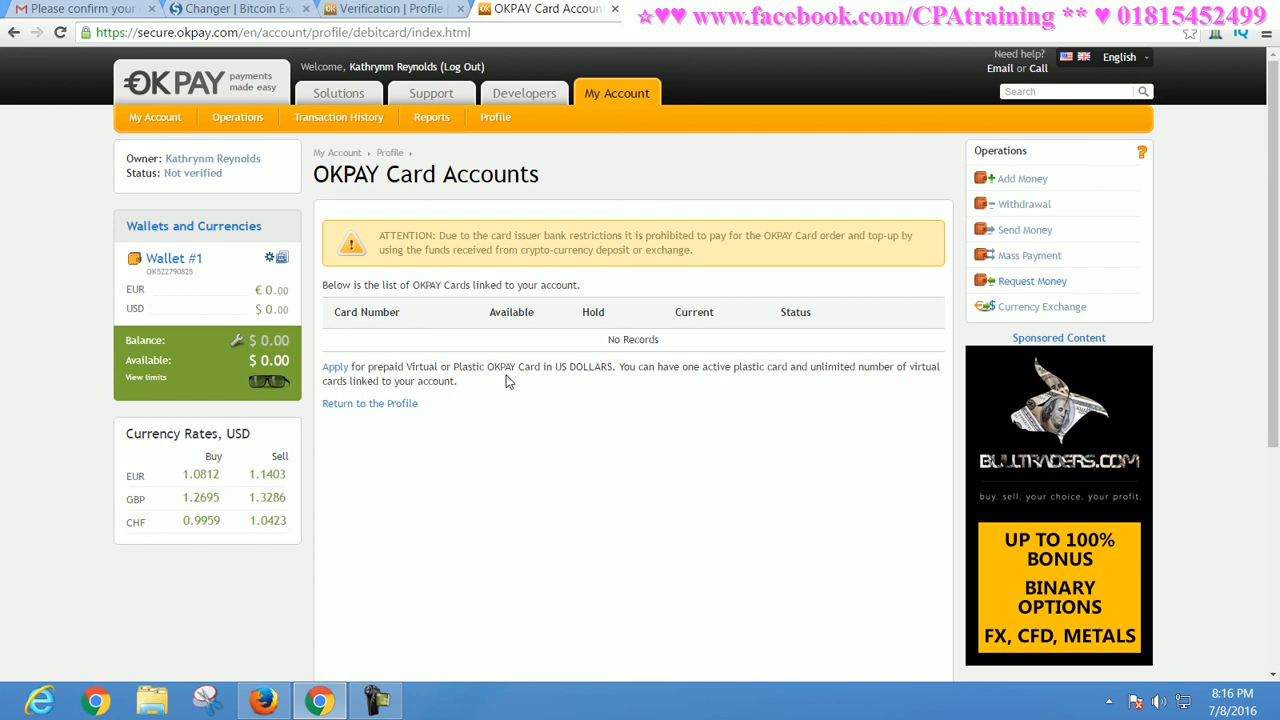 Please confirm your
Changer | Bitcoin Ex
Verification | Profile |
OKPAY Card Account
☆♥♥ www.facebook.com/CPAtraining ** ♥ 01815452499
https://secure.okpay.com/en/account/profile/debitcard/index.html
OKPAY payments made easy
Welcome, Kathrynm Reynolds (Log Out)
Need help?
Email or Call
English
Solutions
Support
Developers
My Account
Search
My Account
Operations
Transaction History
Reports
Profile
Owner: Kathrynm Reynolds
Status: Not verified
Wallets and Currencies
Wallet #1
OK522790825
EUR € 0.00
USD $ 0.00
Balance: $ 0.00
Available: $ 0.00
View limits
Currency Rates, USD
Buy Sell
EUR 1.0812 1.1403
GBP 1.2695 1.3286
CHF 0.9959 1.0423
My Account Profile
OKPAY Card Accounts
ATTENTION: Due to the card issuer bank restrictions it is prohibited to pay for the OKPAY Card order and top-up by
using the funds received from crypto-currency deposit or exchange.
Below is the list of OKPAY Cards linked to your account.
Card Number Available Hold Current Status
No Records
Apply for prepaid Virtual or Plastic OKPAY Card in US DOLLARS. You can have one active plastic card and unlimited number of virtual
cards linked to your account.
Return to the Profile
Operations
Add Money
Withdrawal
Send Money
Mass Payment
Request Money
Currency Exchange
Sponsored Content
BULLTRADERS.COM
buy. sell. your choice. your profit.
UP TO 100%
BONUS
BINARY
OPTIONS
FX, CFD, METALS
8:16 PM
7/8/2016